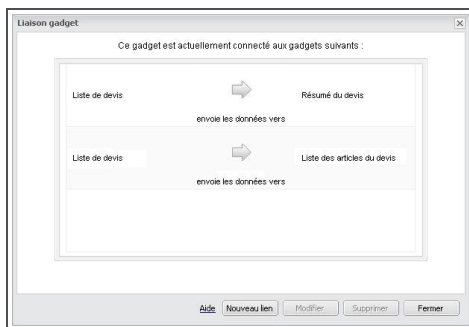 Liaison gadget
Ce gadget est actuellement connecté aux gadgets suivants :
Liste de devis Résumé du devis
envoie les données vers
Liste de devis Liste des articles du devis
envoie les données vers
Aide Nouveau lien Modifier Supprimer Fermer